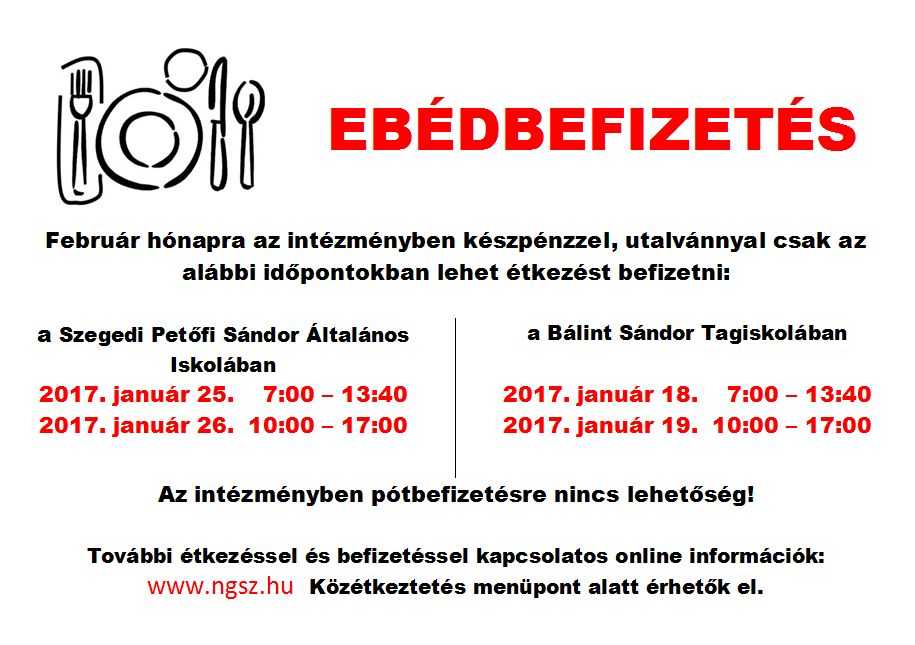 EBÉDBEFIZETÉS
Február hónapra az intézményben készpénzzel, utalvánnyal csak az
alábbi időpontokban lehet étkezést befizetni:
a Szegedi Petőfi Sándor Általános
Iskolában
2017. január 25. 7:00 – 13:40
2017. január 26. 10:00 – 17:00
a Bálint Sándor Tagiskolában
2017. január 18. 7:00 – 13:40
2017. január 19. 10:00 – 17:00
Az intézményben pótbefizetésre nincs lehetőség!
További étkezéssel és befizetéssel kapcsolatos online információk:
www.ngsz.hu Közétkeztetés menüpont alatt érhetők el.